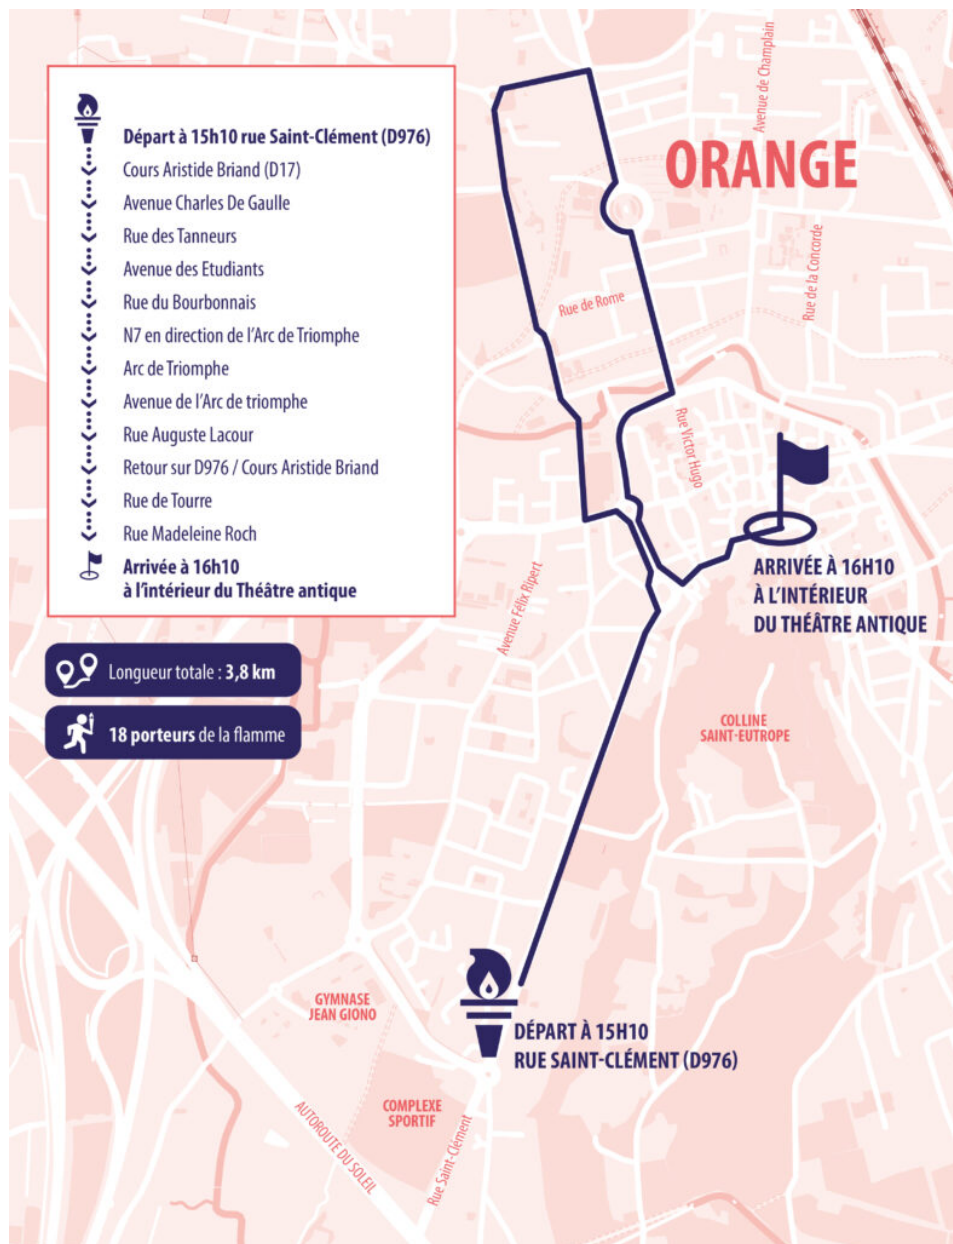 Départ à 15h10 rue Saint-Clément (D976)
Cours Aristide Briand (D17)
Avenue Charles De Gaulle
Rue des Tanneurs
Avenue des Etudiants
Rue du Bourbonnais
N7 en direction de l'Arc de Triomphe
Arc de Triomphe
Avenue de l'Arc de triomphe
Rue Auguste Lacour
Retour sur D976 / Cours Aristide Briand
Rue de Tourre
Rue Madeleine Roch
Arrivée à 16h10
à l'intérieur du Théâtre antique
Longueur totale : 3,8 km
18 porteurs de la flamme
Avenue de Champlain
ORANGE
Rue de la Concorde
Rue de Rome
Rue Victor Hugo
ARRIVÉE À 16H10
À L'INTÉRIEUR
DU THÉÂTRE ANTIQUE
Avenue Félix Ripert
COLLINE
SAINT-EUTROPE
GYMNASE
JEAN GIONO
DÉPART À 15H10
RUE SAINT-CLÉMENT (D976)
COMPLEXE
SPORTIF
AUTOROUTE DU SOLEIL
Rue Saint-Clément